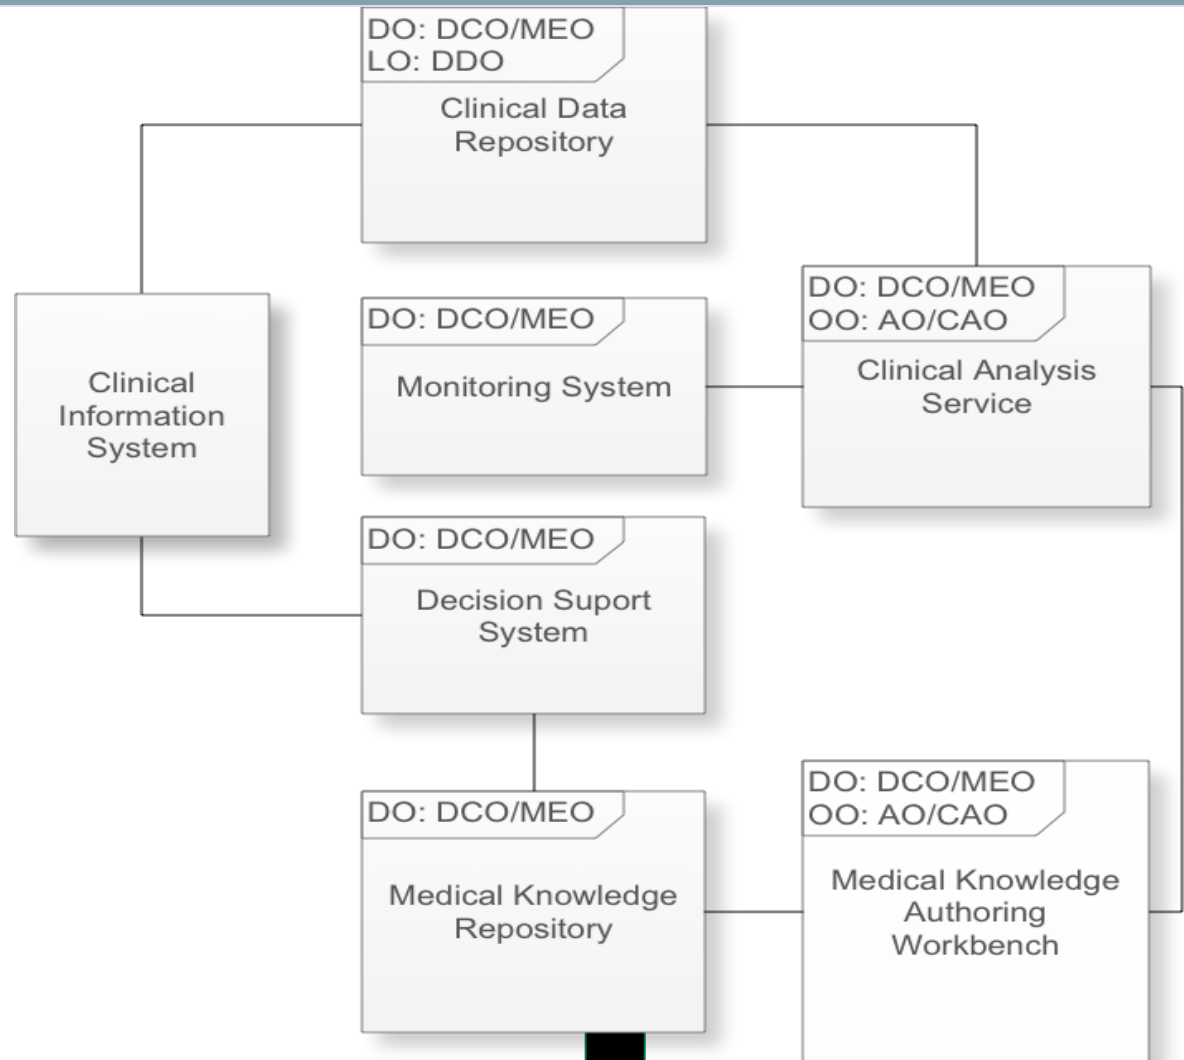 DO: DCO/MEO
LO: DDO
Clinical Data
Repository
Clinical
Information
System
DO: DCO/MEO
Monitoring System
DO: DCO/MEO
OO: AO/CAO
Clinical Analysis
Service
DO: DCO/MEO
Decision Suport
System
DO: DCO/MEO
Medical Knowledge
Repository
DO: DCO/MEO
OO: AO/CAO
Medical Knowledge
Authoring
Workbench